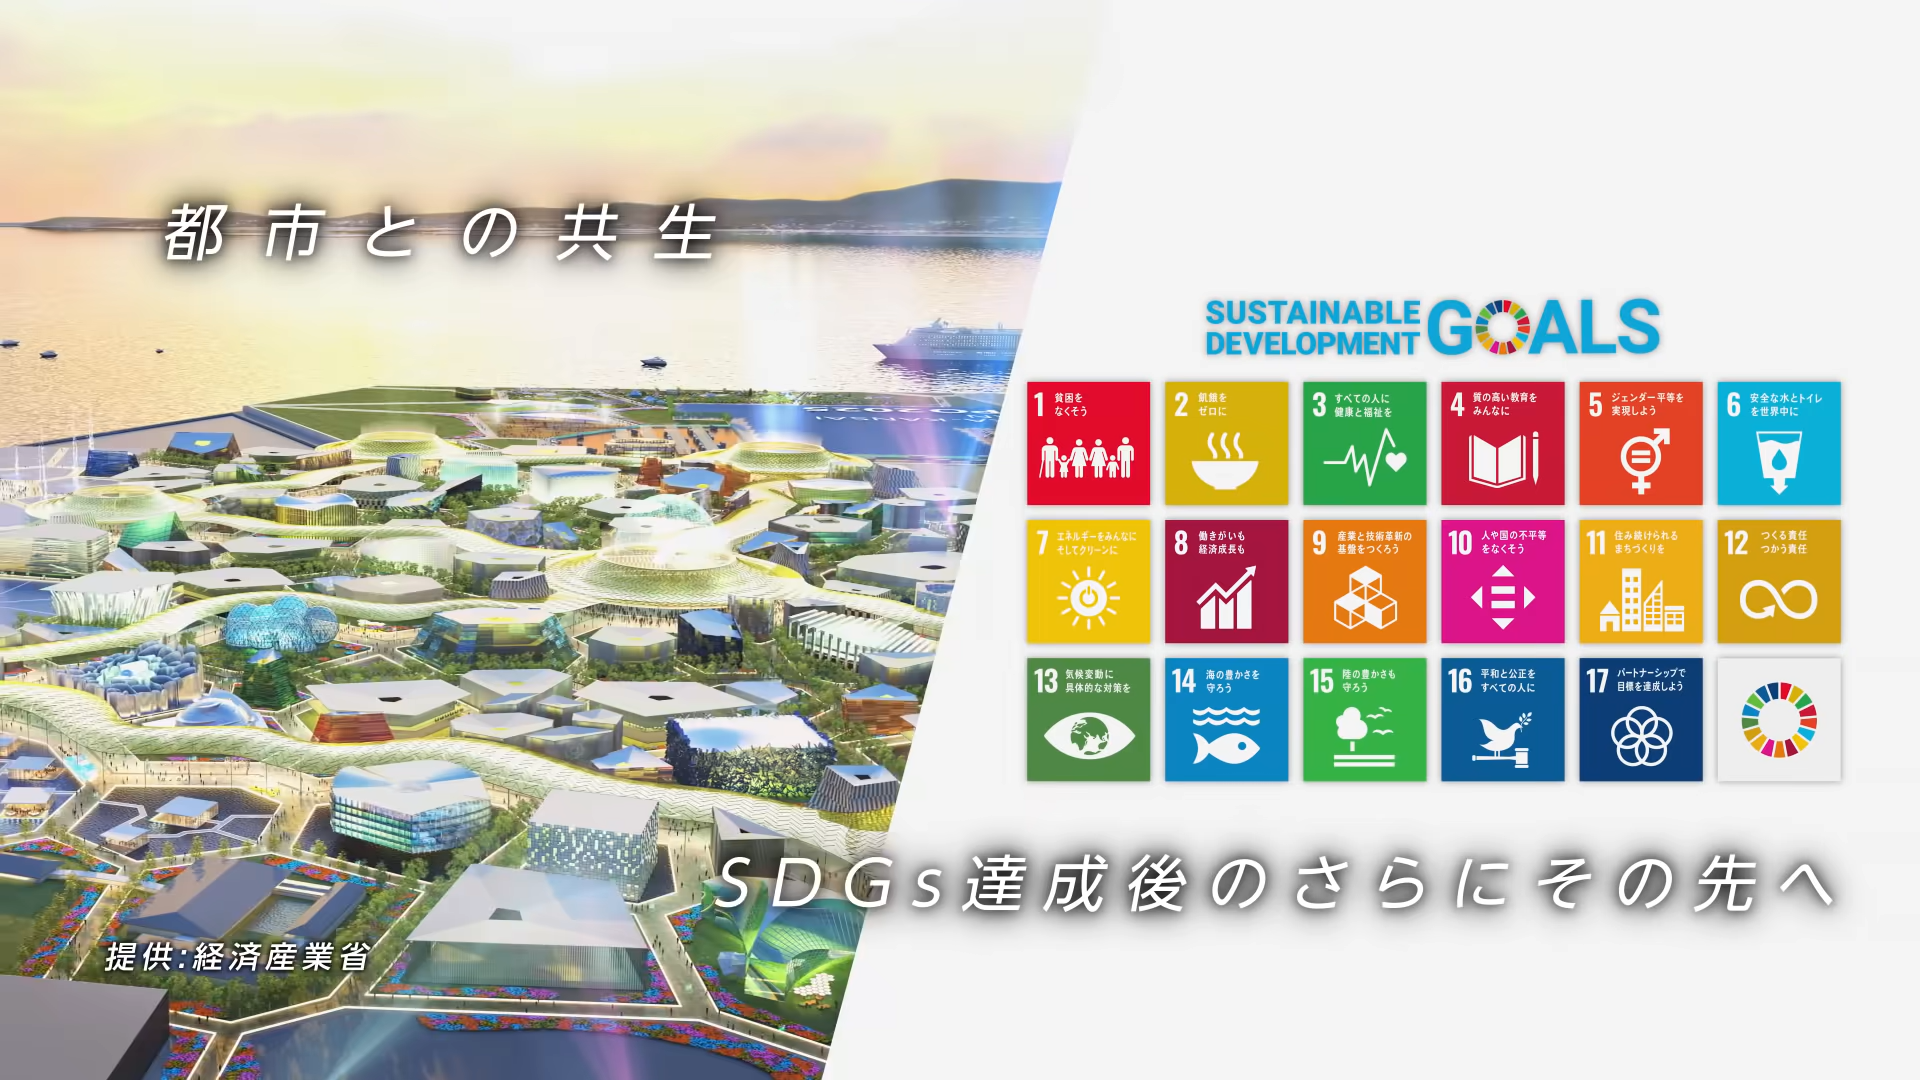 都市との共生
SUSTAINABLE
DEVELOPMENT
GOALS
1 貧困を
なくそう
2 飢餓を
ゼロに
3 すべての人に
健康と福祉を
4 質の高い教育を
みんなに
5 ジェンダー平等を
実現しよう
6 安全な水とトイレ
を世界中に
7 エネルギーをみんなに
そしてクリーンに
8 働きがいも
経済成長も
9 産業と技術革新の
基盤をつくろう
10 人や国の不平等
をなくそう
11 住み続けられる
まちづくりを
12 つくる責任
つかう責任
13 気候変動に
具体的な対策を
14 海の豊かさを
守ろう
15 陸の豊かさも
守ろう
16 平和と公正を
すべての人に
17 パートナーシップで
目標を達成しよう
SDGs達成後のさらにその先へ
提供:経済産業省